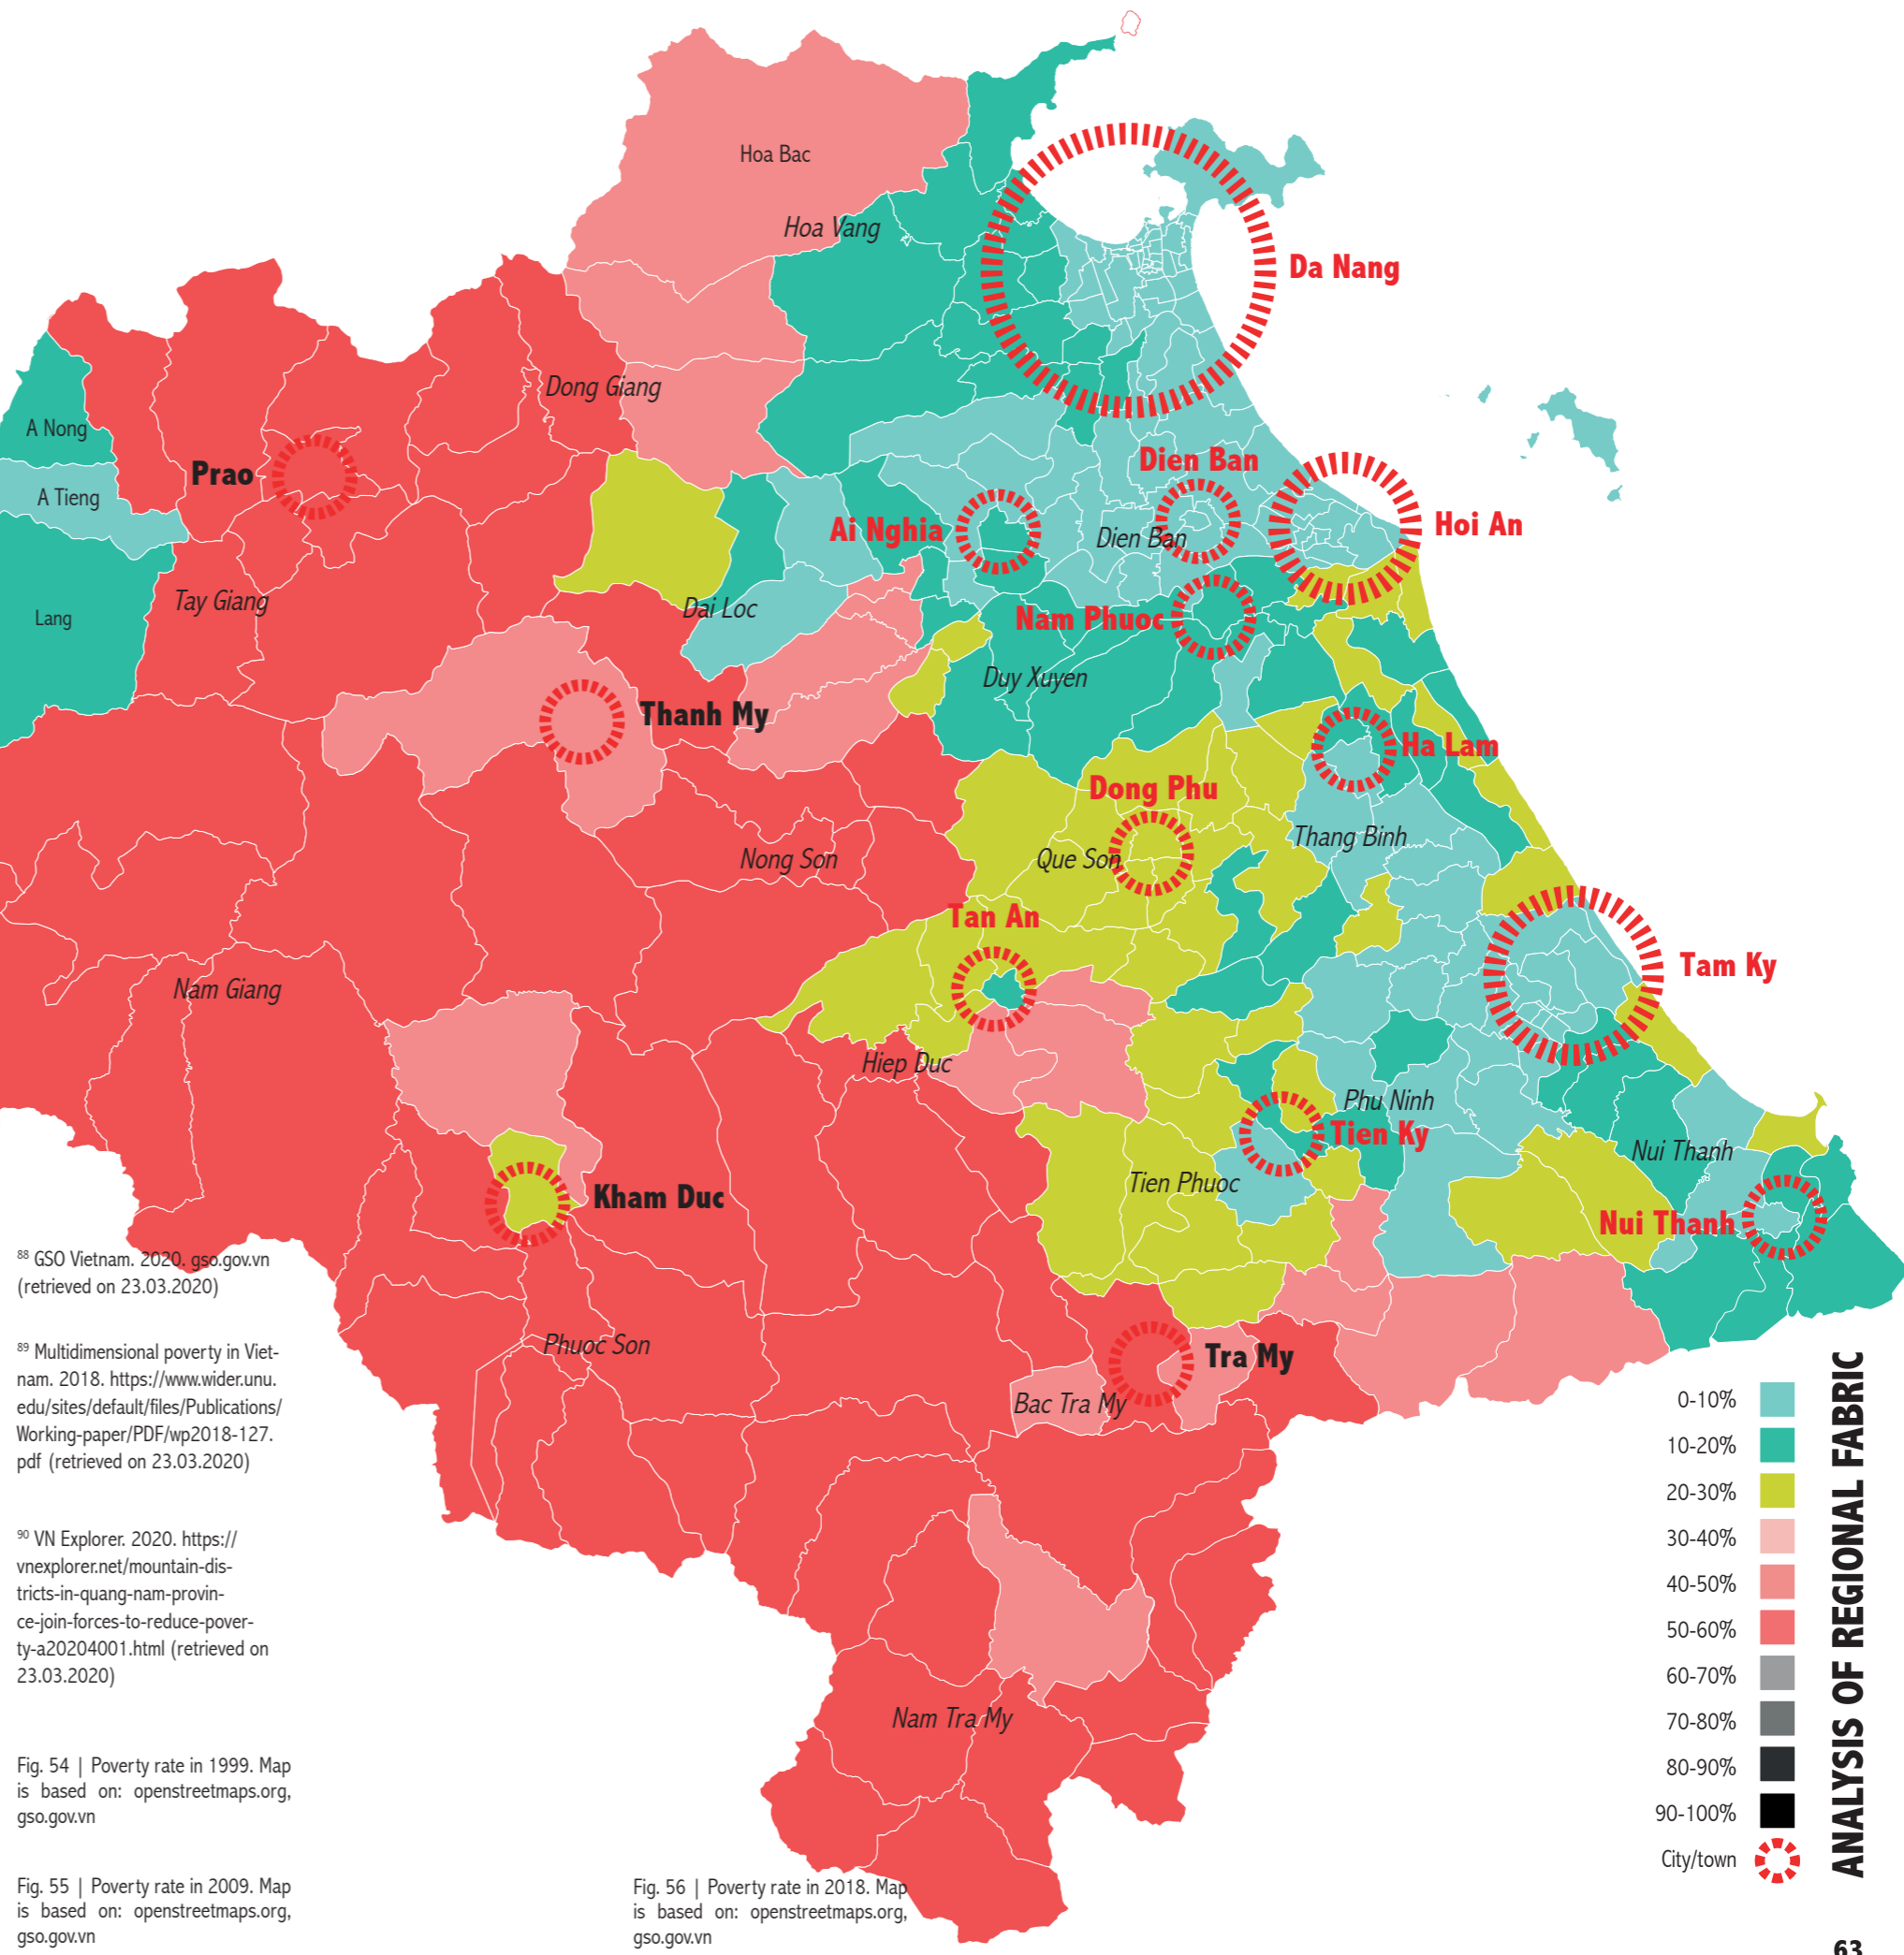 Hoa Bac
Hoa Vang
Da Nang
Dong Giang
A Nong
Prao
A Tieng
Dien Ban
Ai Nghia
Dien Ban
Hoi An
Lang
Tay Giang
Dai Loc
Nam Phuoc
Duy Xuyen
Thanh My
Ha Lam
Dong Phu
Thang Binh
Nong Son
Que Son
Tan An
Tam Ky
Nam Giang
Hiep Duc
Phu Ninh
Tien Ky
Nui Thanh
Tien Phuoc
Kham Duc
Nui Thanh
Phuoc Son
Tra My
Bac Tra My
Nam Tra My
88 GSO Vietnam. 2020. gso.gov.vn
(retrieved on 23.03.2020)
89 Multidimensional poverty in Viet-
nam. 2018. https://www.wider.unu.
edu/sites/default/files/Publications/
Working-paper/PDF/wp2018-127.
pdf (retrieved on 23.03.2020)
90 VN Explorer. 2020. https://
vnexplorer.net/mountain-dis-
tricts-in-quang-nam-provin-
ce-join-forces-to-reduce-pover-
ty-a20204001.html (retrieved on
23.03.2020)
Fig. 54 | Poverty rate in 1999. Map
is based on: openstreetmaps.org,
gso.gov.vn
Fig. 55 | Poverty rate in 2009. Map
is based on: openstreetmaps.org,
gso.gov.vn
Fig. 56 | Poverty rate in 2018. Map
is based on: openstreetmaps.org,
gso.gov.vn
0-10%
10-20%
20-30%
30-40%
40-50%
50-60%
60-70%
70-80%
80-90%
90-100%
City/town
ANALYSIS OF REGIONAL FABRIC
63